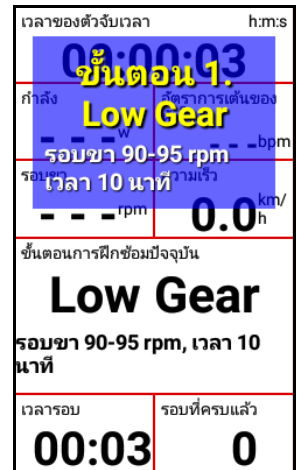 เวลาของตัวจับเวลา h:m:s
00:00:03
ขั้นตอน 1.
Low Gear
รอบขา 90-95 rpm
เวลา 10 นาที
กำลัง อัตราการเต้นของ
- - - w - - - bpm
รอบขา ความเร็ว
- - - rpm 0.0 km/h
ขั้นตอนการฝึกซ้อมปัจจุบัน
Low Gear
รอบขา 90-95 rpm, เวลา 10
นาที
เวลารอบ รอบที่ครบแล้ว
00:03 0